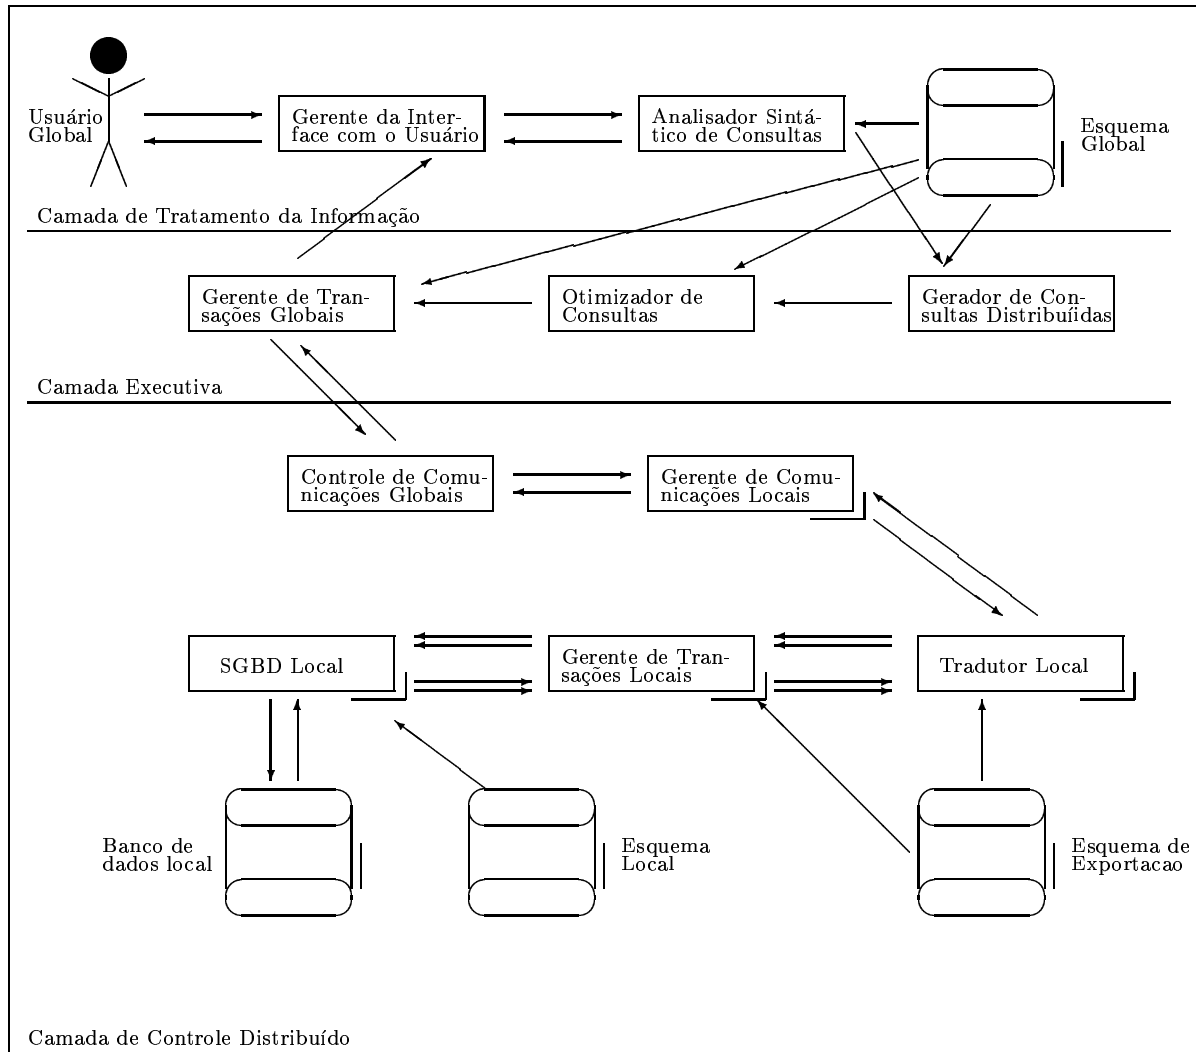 Usuário
Global
Gerente da Inter-
face com o Usuário
Analisador Sintá-
tico de Consultas
Esquema
Global
Camada de Tratamento da Informação
Gerente de Tran-
sações Globais
Otimizador de
Consultas
Gerador de Con-
sultas Distribuíidas
Camada Executiva
Controle de Comu-
nicações Globais
Gerente de Comu-
nicações Locais
SGBD Local
Gerente de Tran-
sações Locais
Tradutor Local
Banco de
dados local
Esquema
Local
Esquema de
Exportacao
Camada de Controle Distribuído